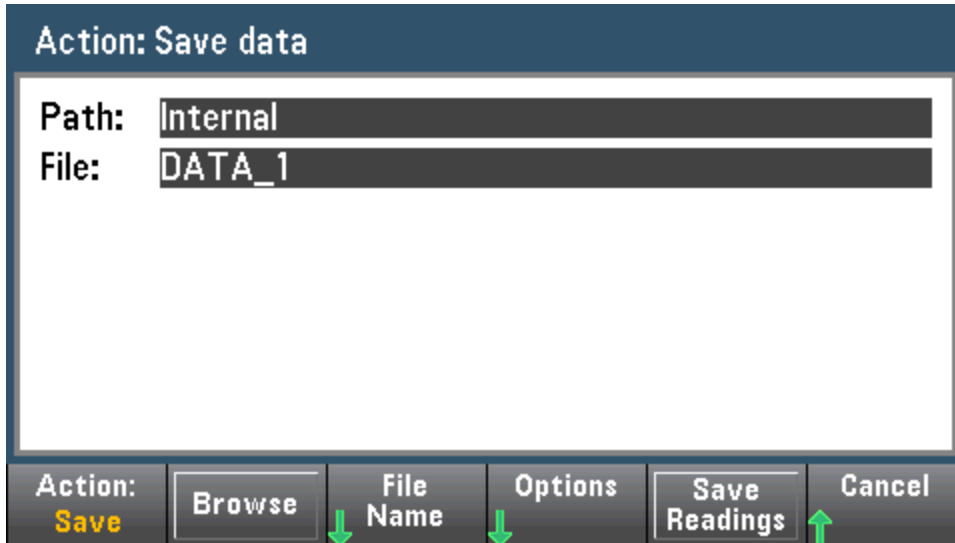 Action: Save data
Path: Internal
File: DATA_1
Action:
Save
Browse
File
Name
Options
Save
Readings
Cancel